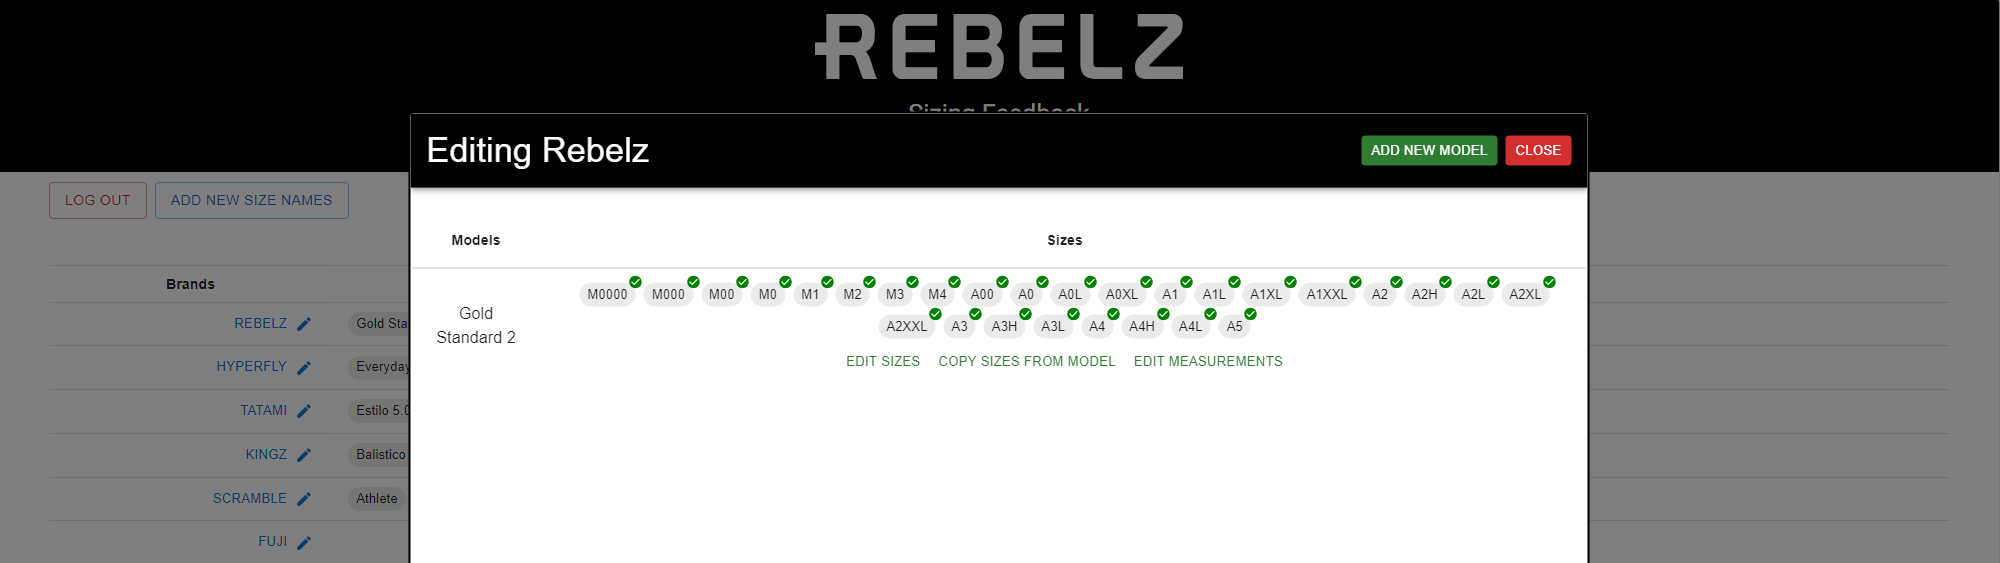 REBELZ
Sizing Feedback
Editing Rebelz
ADD NEW MODEL CLOSE
LOG OUT ADD NEW SIZE NAMES
Models Sizes
Brands
M0000 M000 M00 M0 M1 M2 M3 M4 A00 A0 A0L A0XL A1 A1L A1XL A1XXL A2 A2H A2L A2XL
Gold
Standard 2
A2XXL A3 A3H A3L A4 A4H A4L A5
EDIT SIZES COPY SIZES FROM MODEL EDIT MEASUREMENTS
REBELZ Gold Sta
HYPERFLY Everyday
TATAMI Estilo 5.0
KINGZ Balistico
SCRAMBLE Athlete
FUJI